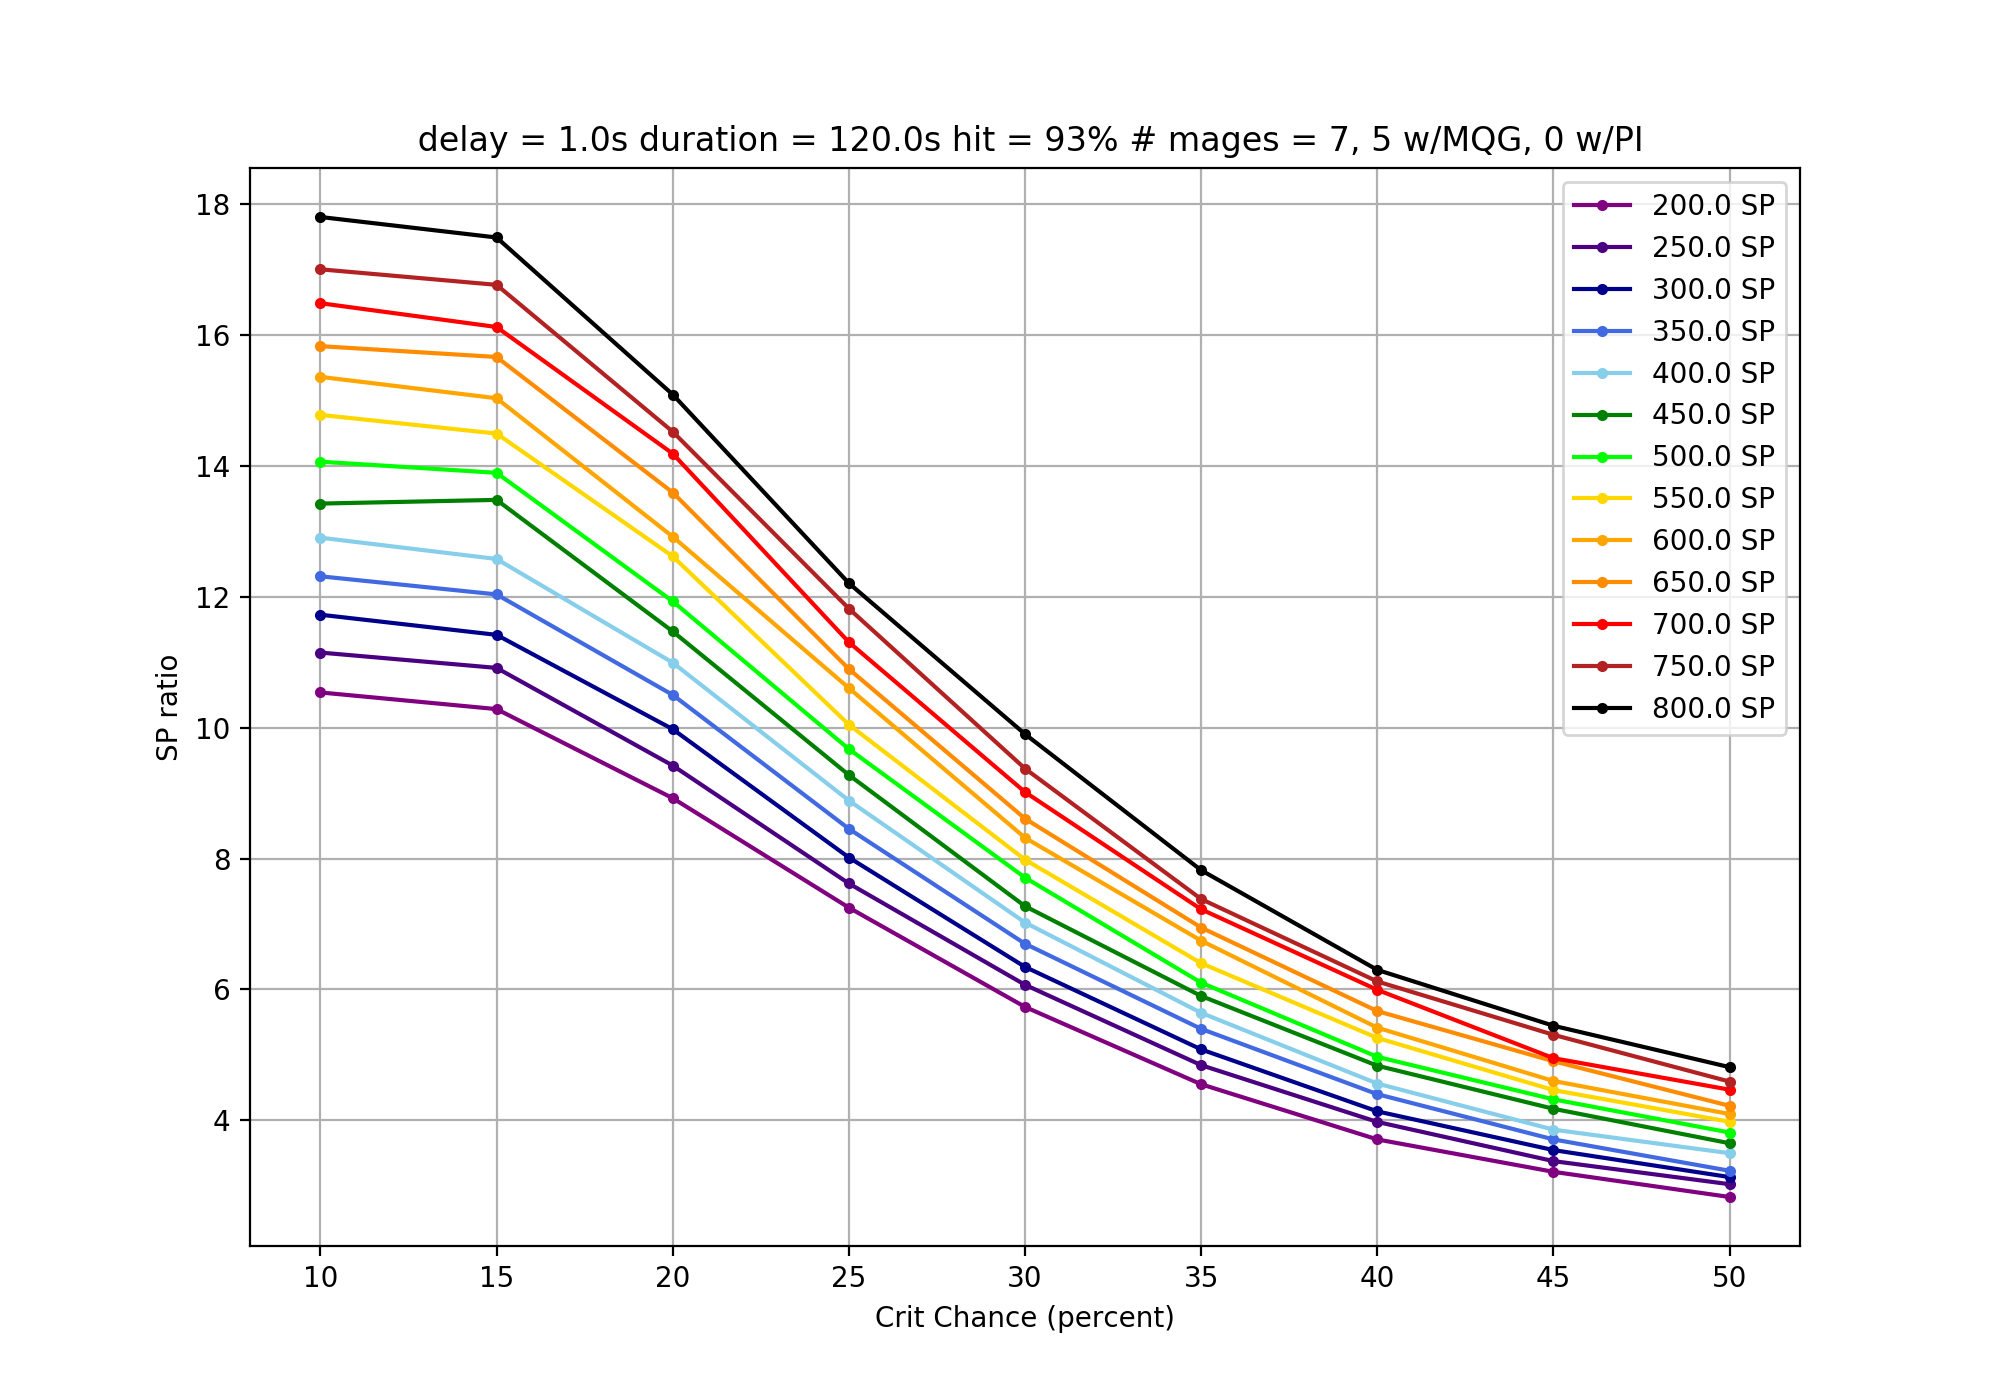 delay = 1.0s duration = 120.0s hit = 93% # mages = 7, 5 w/MQG, 0 w/PI
18
16
14
12
10
8
6
4
SP ratio
200.0 SP
250.0 SP
300.0 SP
350.0 SP
400.0 SP
450.0 SP
500.0 SP
550.0 SP
600.0 SP
650.0 SP
700.0 SP
750.0 SP
800.0 SP
10 15 20 25 30 35 40 45 50
Crit Chance (percent)